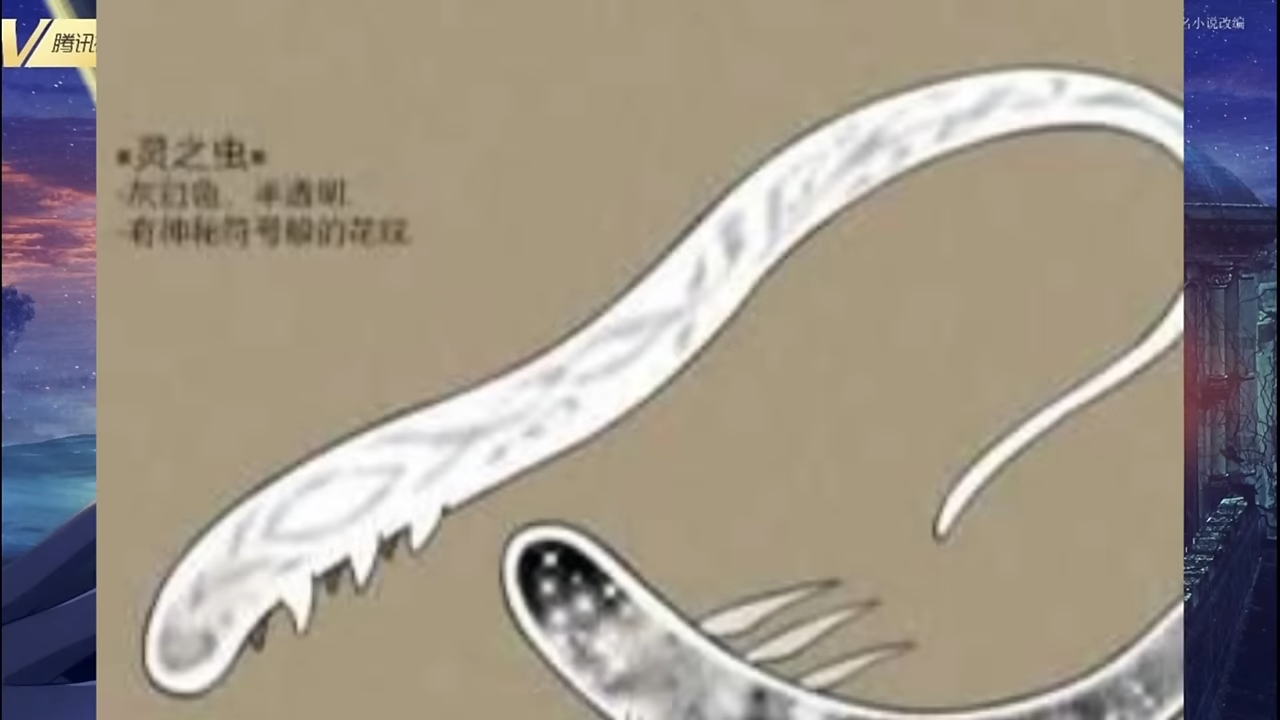 腾讯
名小说改编
▪灵之虫▪
·灰幻色、半透明
·有神秘符号般的花纹